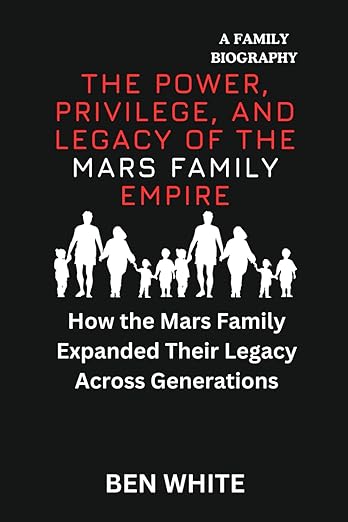 A FAMILY
BIOGRAPHY
THE POWER,
PRIVILEGE, AND
LEGACY OF THE
MARS FAMILY
EMPIRE
How the Mars Family
Expanded Their Legacy
Across Generations
BEN WHITE